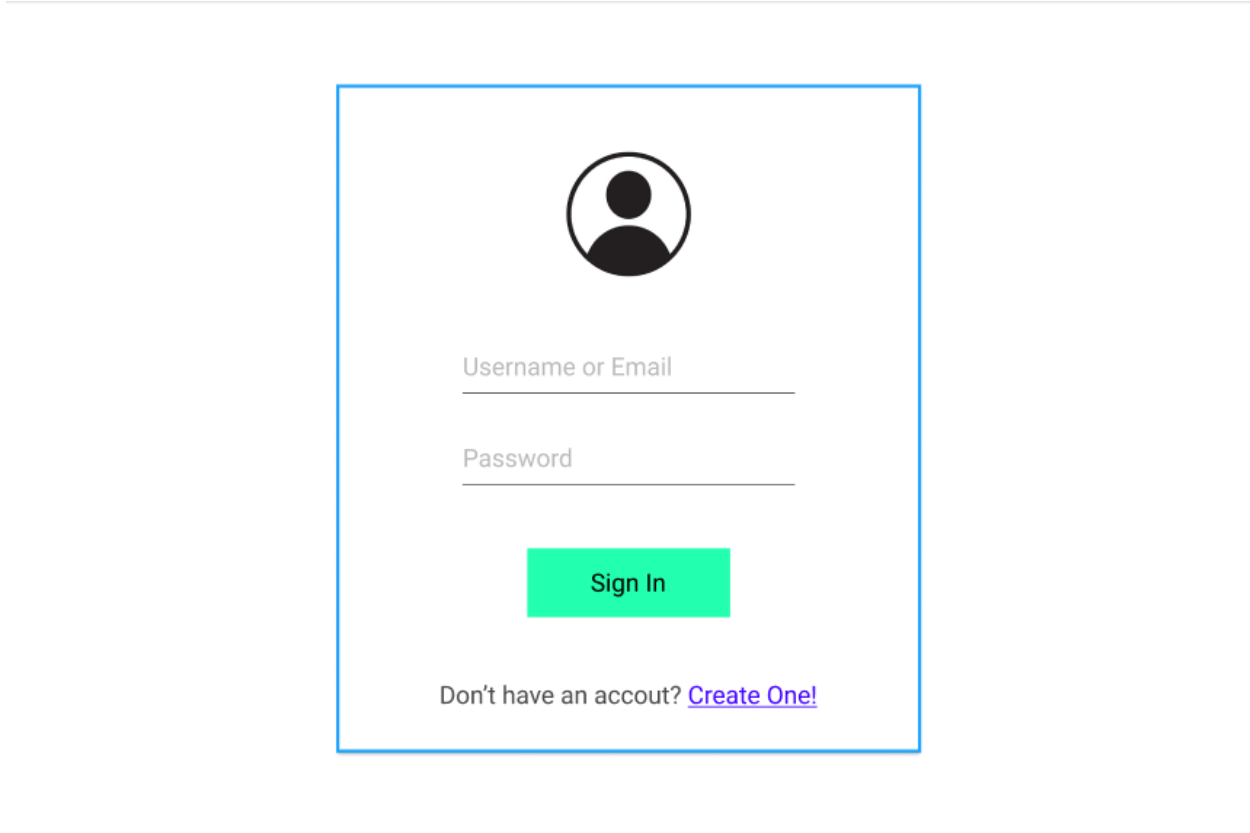 Username or Email
Password
Sign In
Don’t have an accout? Create One!